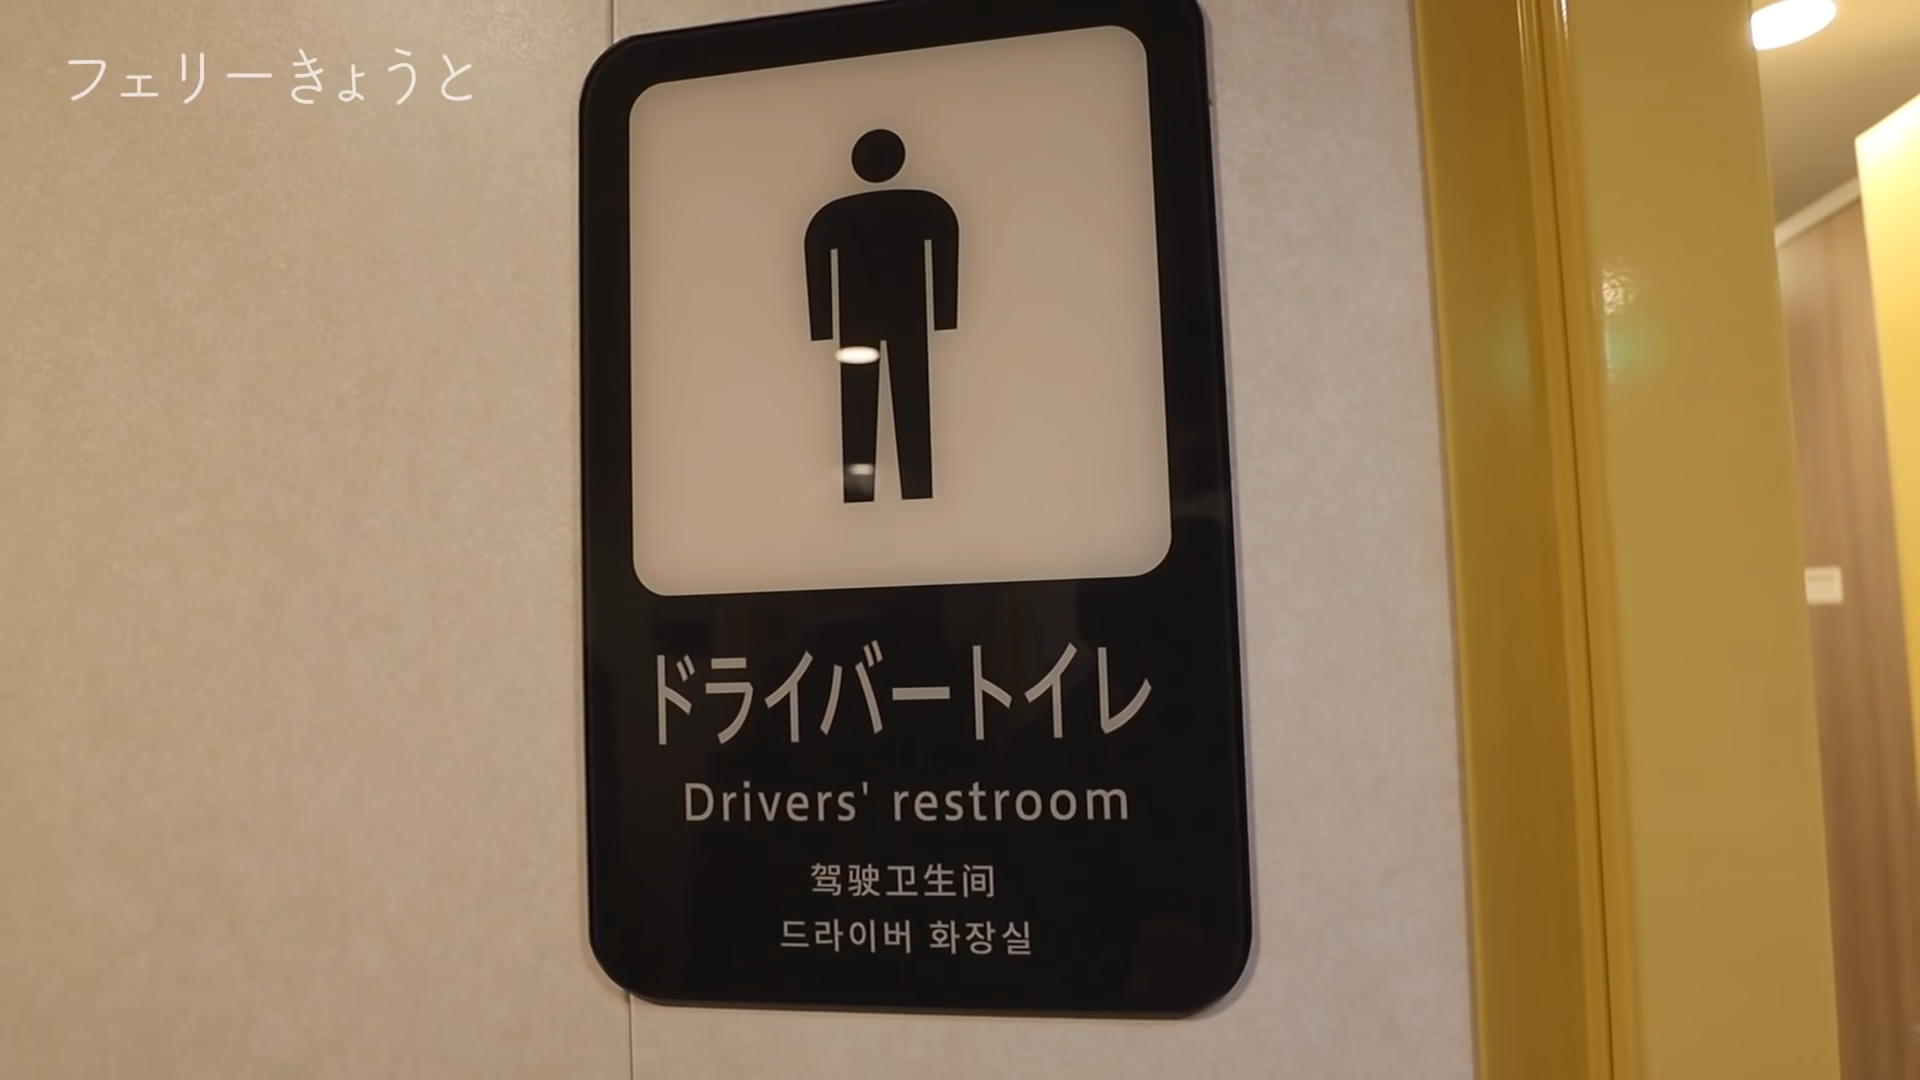 フェリーきょうと
ドライバートイレ
Drivers' restroom
驾驶卫生间
드라이버 화장실